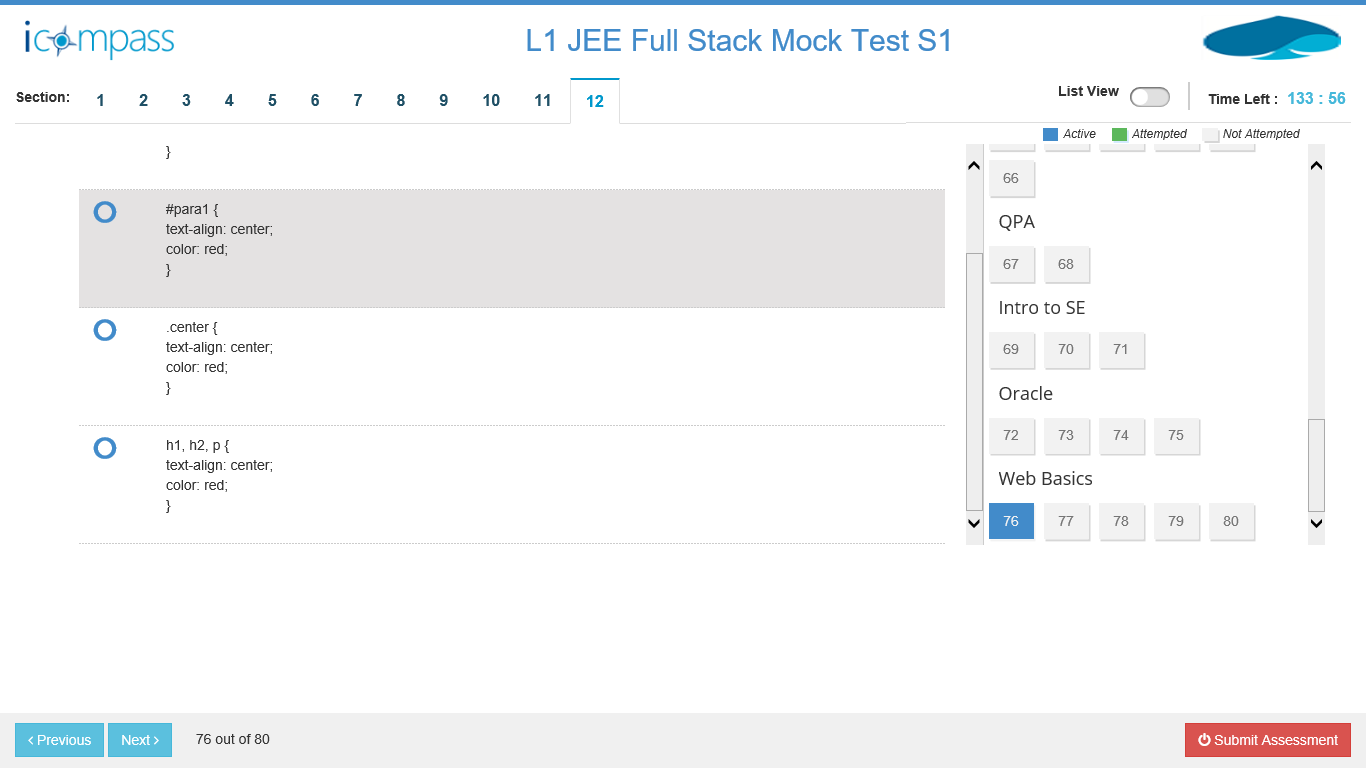 icompass
L1 JEE Full Stack Mock Test S1
Section: 1 2 3 4 5 6 7 8 9 10 11 12
List View
Time Left : 133 : 56
Active Attempted Not Attempted
}
#para1 {
text-align: center;
color: red;
}
.center {
text-align: center;
color: red;
}
h1, h2, p {
text-align: center;
color: red;
}
66
QPA
67 68
Intro to SE
69 70 71
Oracle
72 73 74 75
Web Basics
76 77 78 79 80
‹ Previous Next › 76 out of 80 Submit Assessment